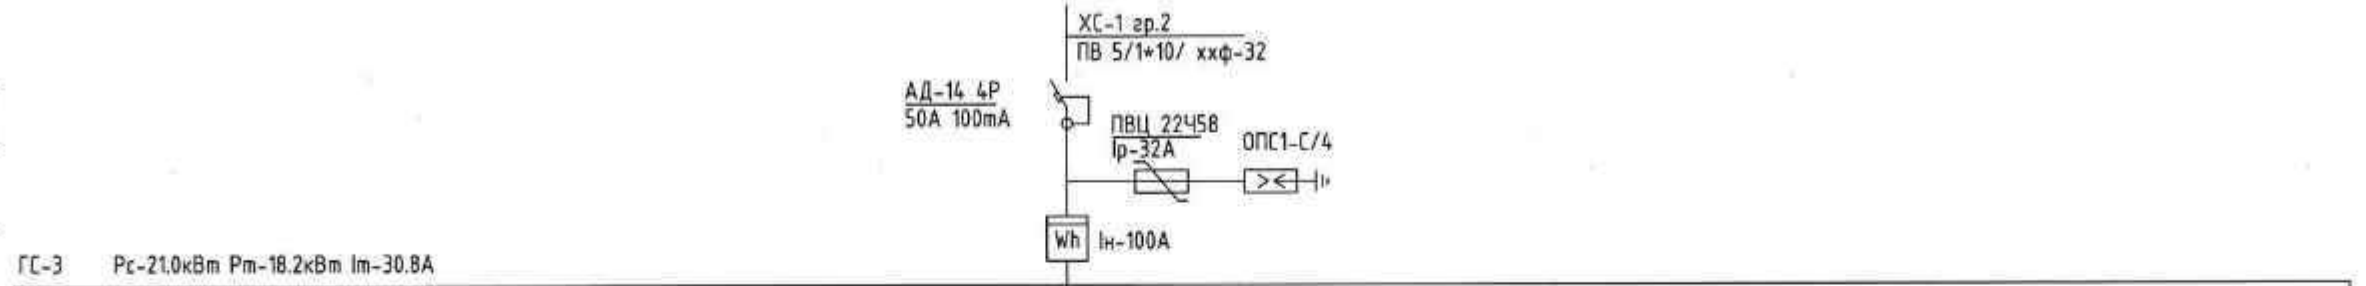 ХС-1 гр.2
ПВ 5/1*10/ ххф-32
АД-14 4Р
50А 100mА
ПВЦ 22Ч58
Iр-32А
ОПС1-С/4
Wh
Iн-100А
ГС-3 Рс-21.0кВт Рт-18.2кВт Iт-30.8А